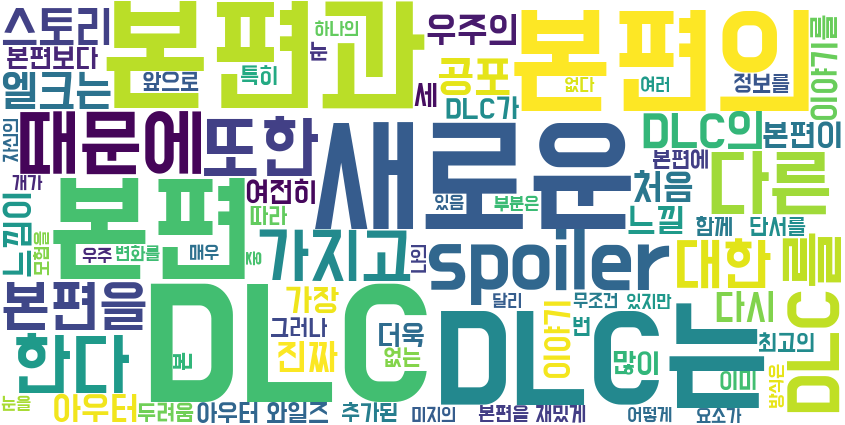 스토리
본편과
우주의
하나의
눈
본편의
이야기를
본편보다
엘크는
앞으로
특히
공포
세
없다
여러
정보를
DLC가
자신의
때문에
또한
새로운
DLC의
본편이
본편에
다른
개가
여전히
처음
느낌이
본편
따라
있음
부분은
느낄
함께
단서를
모험을
우주
변화를
매우
가지고
spoiler
대한
DLC를
본편을
DLC
가장
그러나
더욱
달리
DLC는
이야기
무조건
있지만
번
다시
한다
진짜
없는
많이
최고의
이미
방식은
아우터
두려움
아우터 와일즈
추가된
미지의
본편을 재밌게
어떻게
요소가